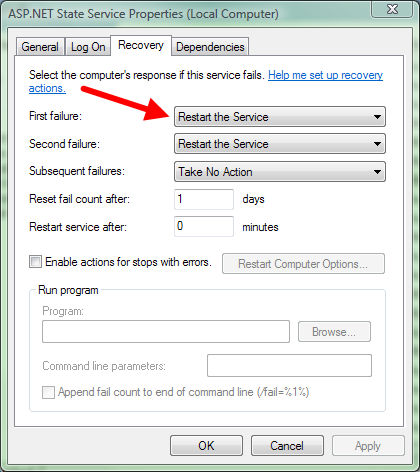 ASP.NET State Service Properties (Local Computer)
General Log On Recovery Dependencies
Select the computer's response if this service fails. Help me set up recovery
actions.
First failure: Restart the Service
Second failure: Restart the Service
Subsequent failures: Take No Action
Reset fail count after: 1 days
Restart service after: 0 minutes
Enable actions for stops with errors. Restart Computer Options...
Run program
Program:
Browse...
Command line parameters:
Append fail count to end of command line (/fail=%1%)
OK Cancel Apply